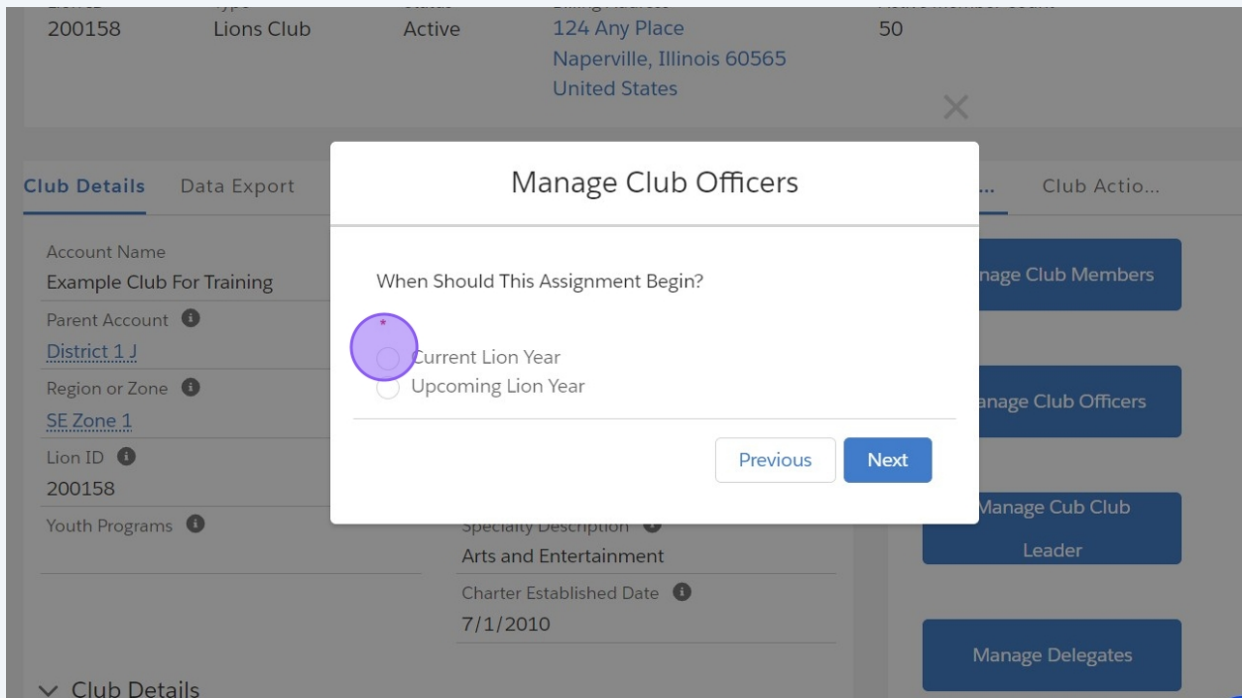 200158 Lions Club Active 124 Any Place 50
Naperville, Illinois 60565
United States
Manage Club Officers
Club Details Data Export ... Club Actio...
Account Name
Example Club For Training
When Should This Assignment Begin?
*
Current Lion Year
Upcoming Lion Year
Previous Next
Parent Account
District 1 J
Region or Zone
SE Zone 1
Lion ID
200158
Youth Programs
Specialty Description
Arts and Entertainment
Charter Established Date
7/1/2010
nage Club Members
anage Club Officers
Manage Cub Club
Leader
Manage Delegates
Club Details